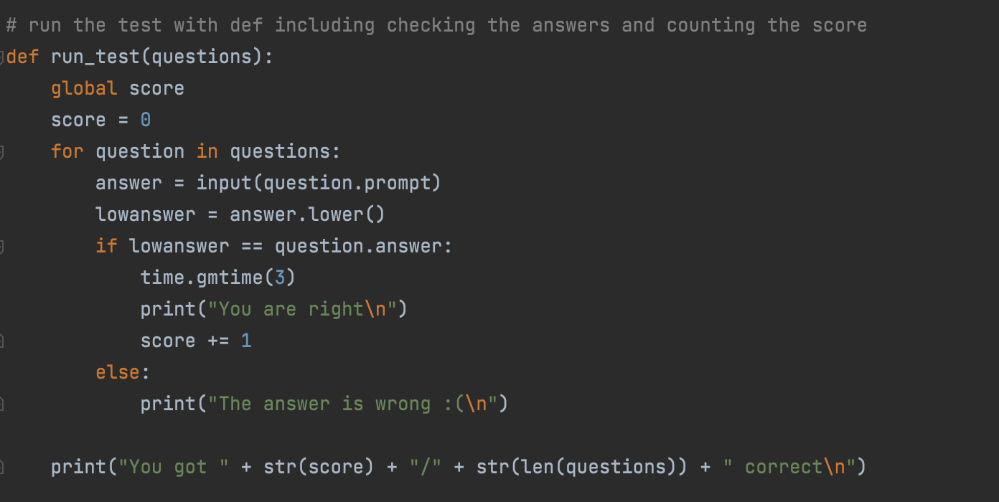 # run the test with def including checking the answers and counting the score
def run_test(questions):
    global score
    score = 0
    for question in questions:
        answer = input(question.prompt)
        lowanswer = answer.lower()
        if lowanswer == question.answer:
            time.gmtime(3)
            print("You are right\n")
            score += 1
        else:
            print("The answer is wrong :(\n")

    print("You got " + str(score) + "/" + str(len(questions)) + " correct\n")